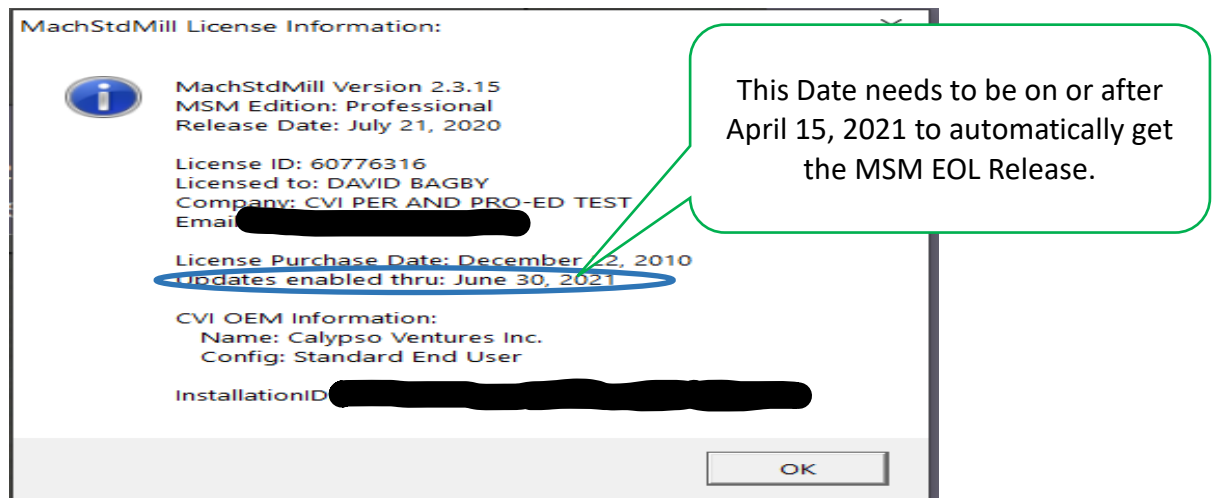 MachStdMill License Information:
MachStdMill Version 2.3.15
MSM Edition: Professional
Release Date: July 21, 2020
License ID: 60776316
Licensed to: DAVID BAGBY
Company: CVI PER AND PRO-ED TEST
Email
License Purchase Date: December 22, 2010
Updates enabled thru: June 30, 2021
CVI OEM Information:
Name: Calypso Ventures Inc.
Config: Standard End User
InstallationID
OK
This Date needs to be on or after
April 15, 2021 to automatically get
the MSM EOL Release.